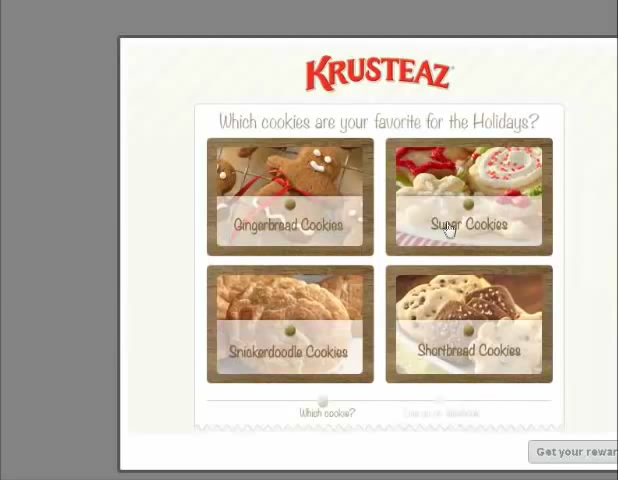 KRUSTEAZ
Which cookies are your favorite for the Holidays?
Gingerbread Cookies
Sugar Cookies
Snickerdoodle Cookies
Shortbread Cookies
Which cookie?
Get your rewar